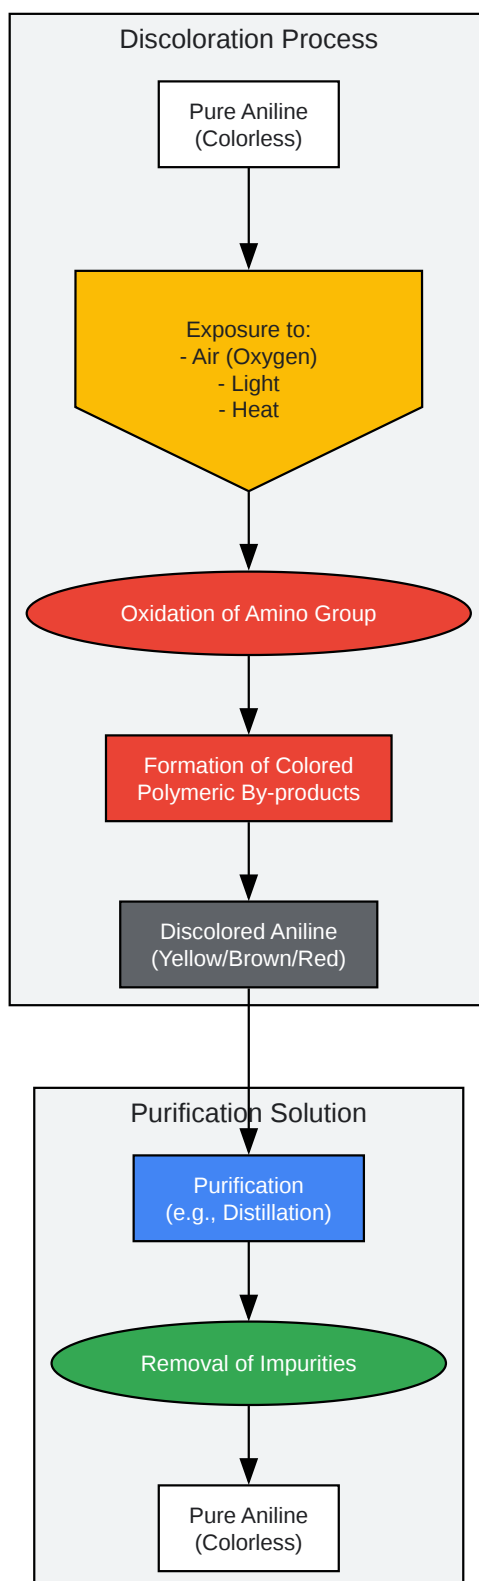 Discoloration Process
Pure Aniline
(Colorless)
Exposure to:
- Air (Oxygen)
- Light
- Heat
Oxidation of Amino Group
Formation of Colored
Polymeric By-products
Discolored Aniline
(Yellow/Brown/Red)
Purification Solution
Purification
(e.g., Distillation)
Removal of Impurities
Pure Aniline
(Colorless)